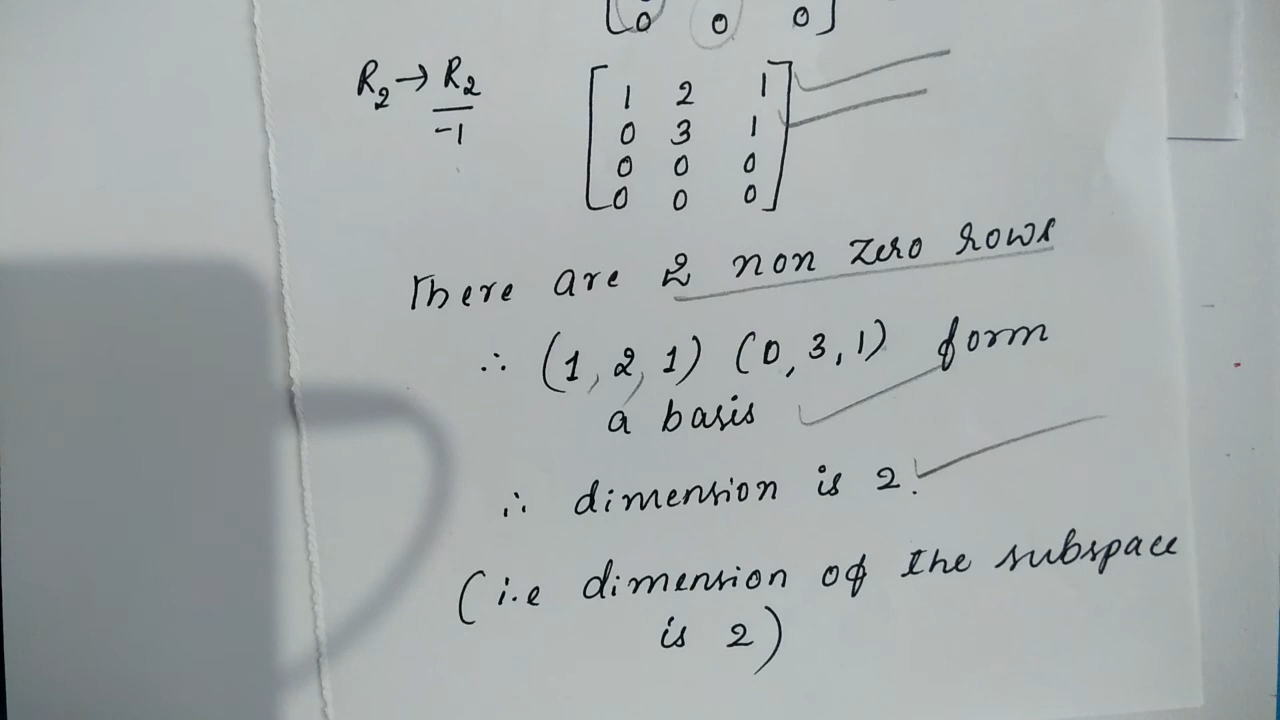 0 0 0
R2 → R2/-1
1 2 1
0 3 1
0 0 0
0 0 0
There are 2 non zero rows
∴ (1, 2, 1) (0, 3, 1) form
a basis
∴ dimension is 2.
(i.e dimension of the subspace
is 2)